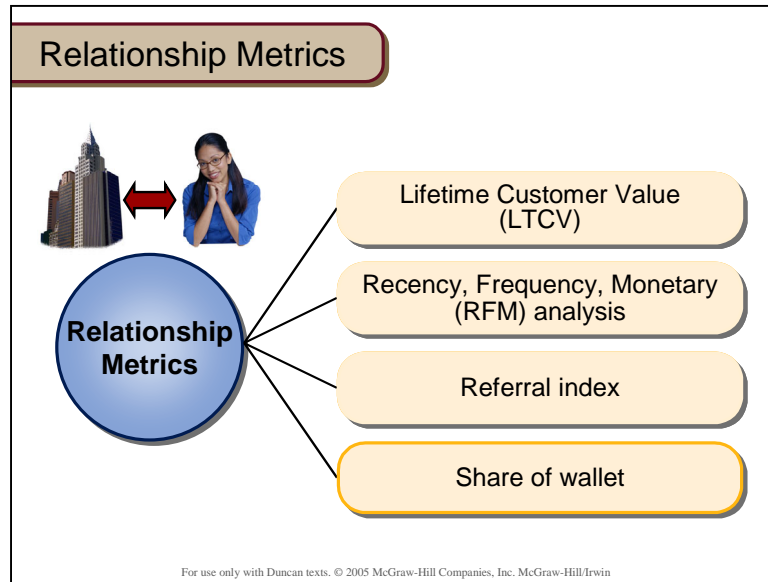 Relationship Metrics
Lifetime Customer Value
(LTCV)
Recency, Frequency, Monetary
(RFM) analysis
Relationship
Metrics
Referral index
Share of wallet
For use only with Duncan texts. © 2005 McGraw-Hill Companies, Inc. McGraw-Hill/Irwin